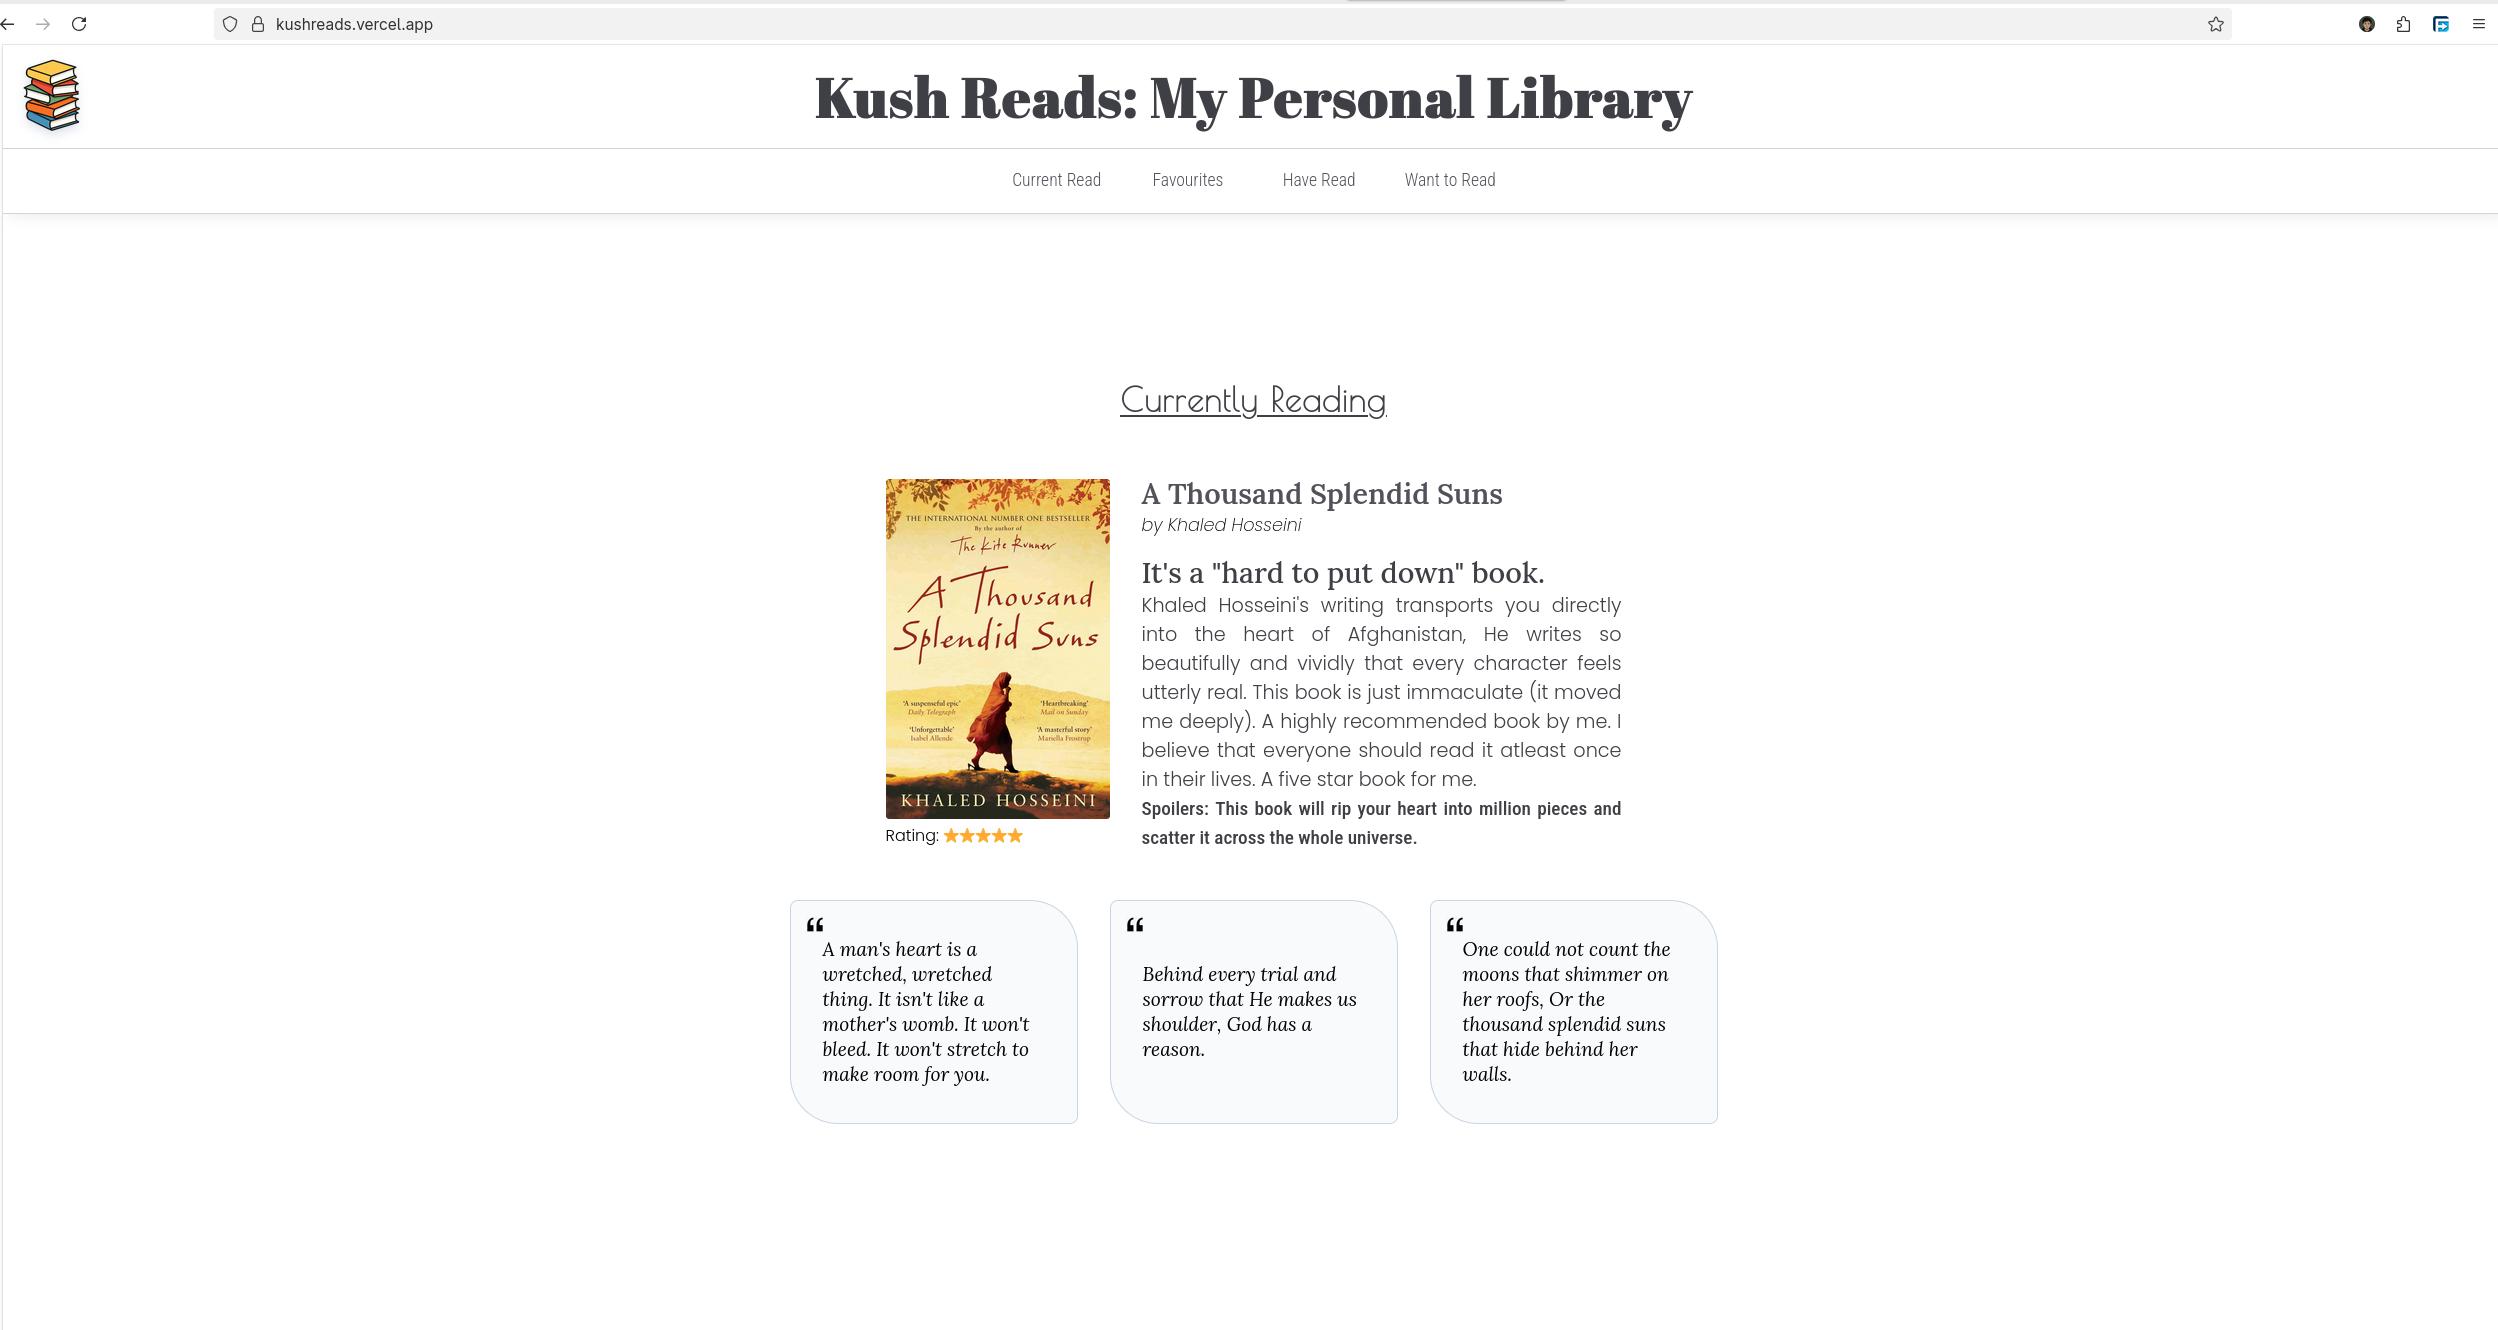 kushreads.vercel.app
Kush Reads: My Personal Library
Current Read Favourites Have Read Want to Read
Currently Reading
THE INTERNATIONAL NUMBER ONE BESTSELLER
By the author of
The Kite Runner
A Thousand
Splendid Suns
'A suspenseful epic'
Daily Telegraph
'Heartbreaking'
Mail on Sunday
'Unforgettable'
Isabel Allende
'A masterful story'
Mariella Frostrup
KHALED HOSSEINI
Rating: ★★★★★
A Thousand Splendid Suns
by Khaled Hosseini
It's a "hard to put down" book.
Khaled Hosseini's writing transports you directly
into the heart of Afghanistan, He writes so
beautifully and vividly that every character feels
utterly real. This book is just immaculate (it moved
me deeply). A highly recommended book by me. I
believe that everyone should read it atleast once
in their lives. A five star book for me.
Spoilers: This book will rip your heart into million pieces and
scatter it across the whole universe.
“
A man's heart is a
wretched, wretched
thing. It isn't like a
mother's womb. It won't
bleed. It won't stretch to
make room for you.
“
Behind every trial and
sorrow that He makes us
shoulder, God has a
reason.
“
One could not count the
moons that shimmer on
her roofs, Or the
thousand splendid suns
that hide behind her
walls.